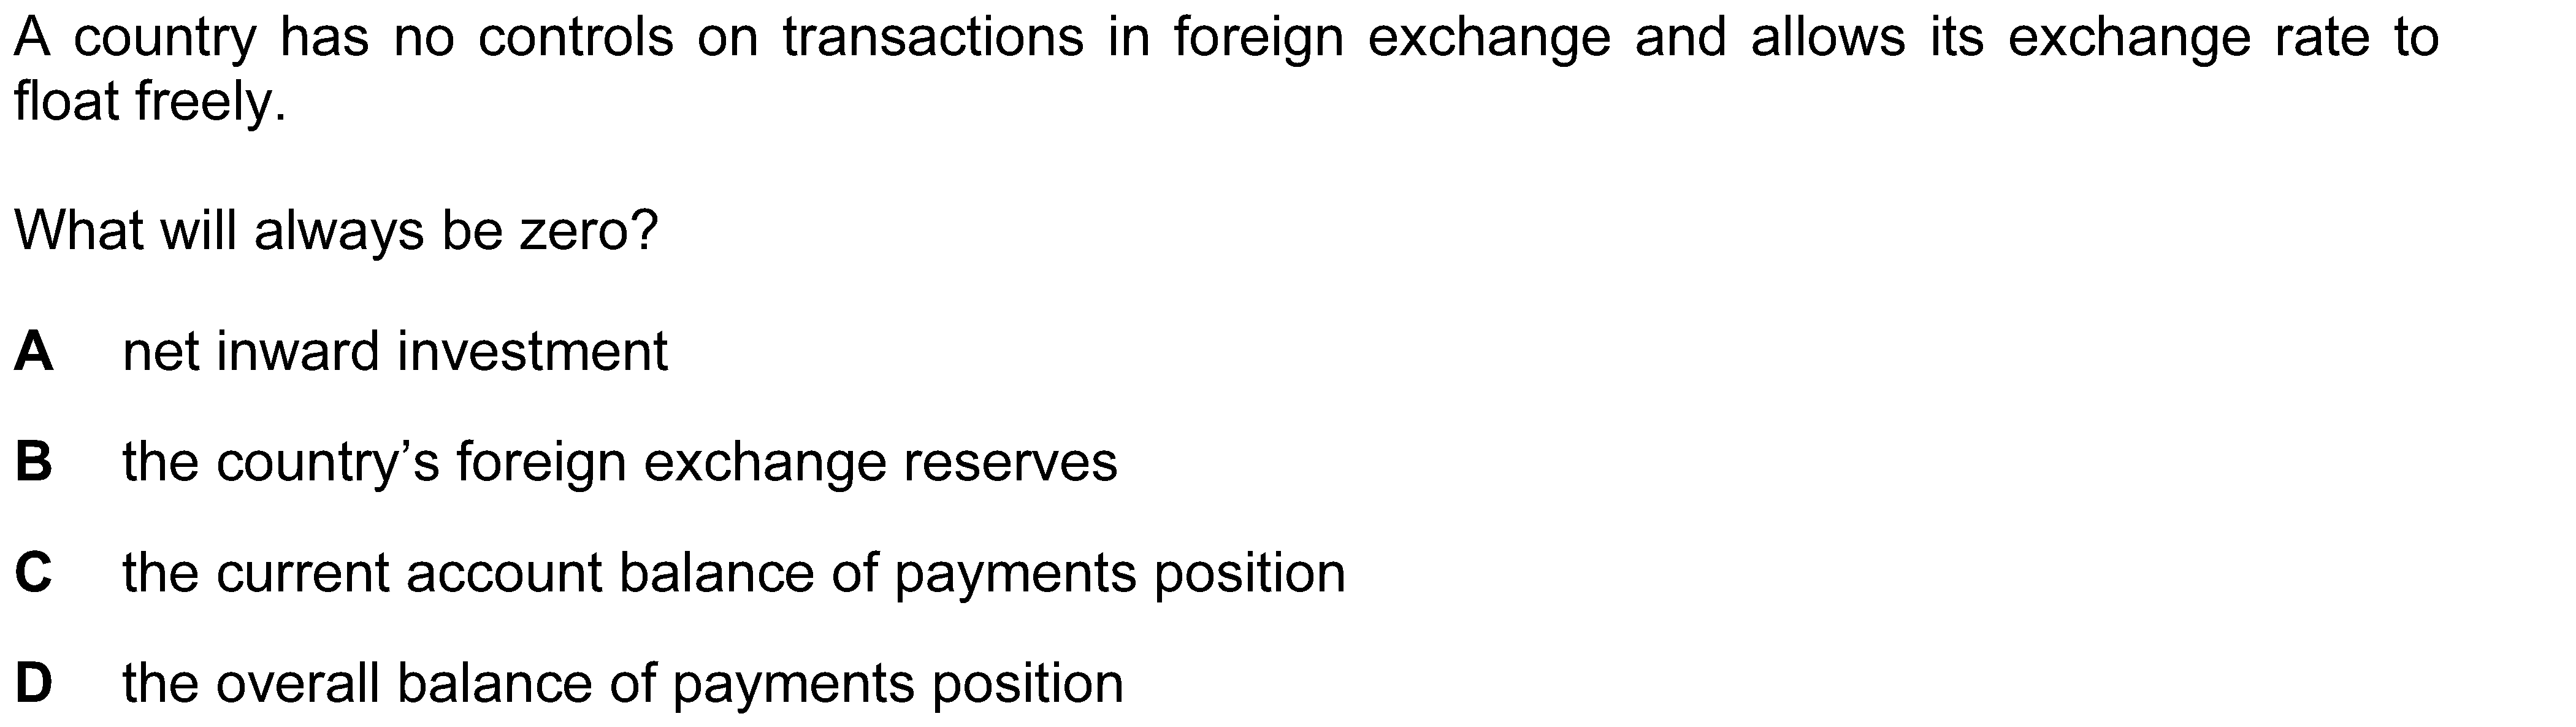 A country has no controls on transactions in foreign exchange and allows its exchange rate to
float freely.
What will always be zero?
A net inward investment
B the country’s foreign exchange reserves
C the current account balance of payments position
D the overall balance of payments position